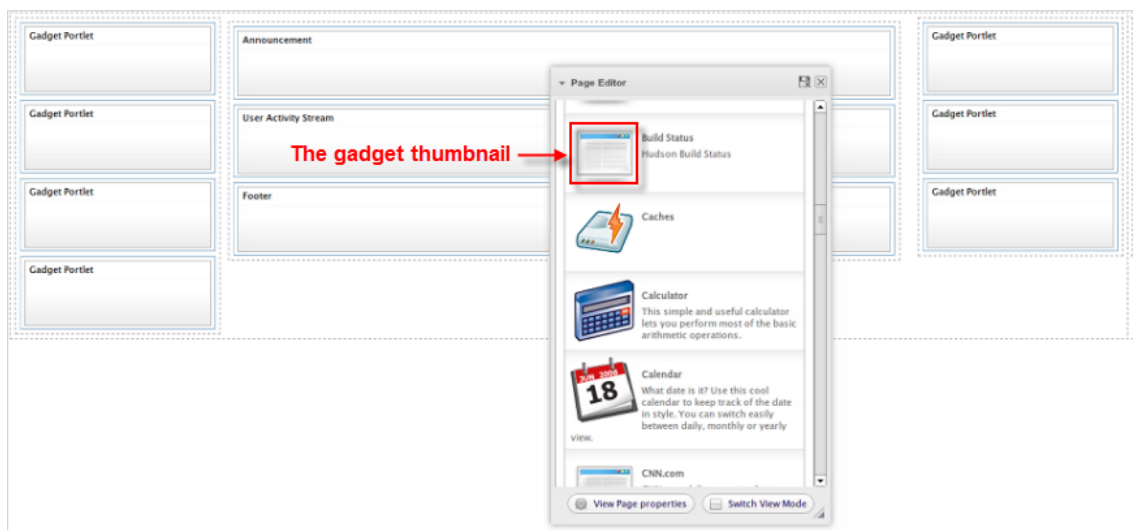 Gadget Portlet
Gadget Portlet
Gadget Portlet
Gadget Portlet
Announcement
User Activity Stream
Footer
Gadget Portlet
Gadget Portlet
Gadget Portlet
The gadget thumbnail
Page Editor
Build Status
Hudson Build Status
Caches
Calculator
This simple and useful calculator
lets you perform most of the basic
arithmetic operations.
JUN 2006
18
Calendar
What date is it? Use this cool
calendar to keep track of the date
in style. You can switch easily
between daily, monthly or yearly
view.
CNN.com
View Page properties
Switch View Mode